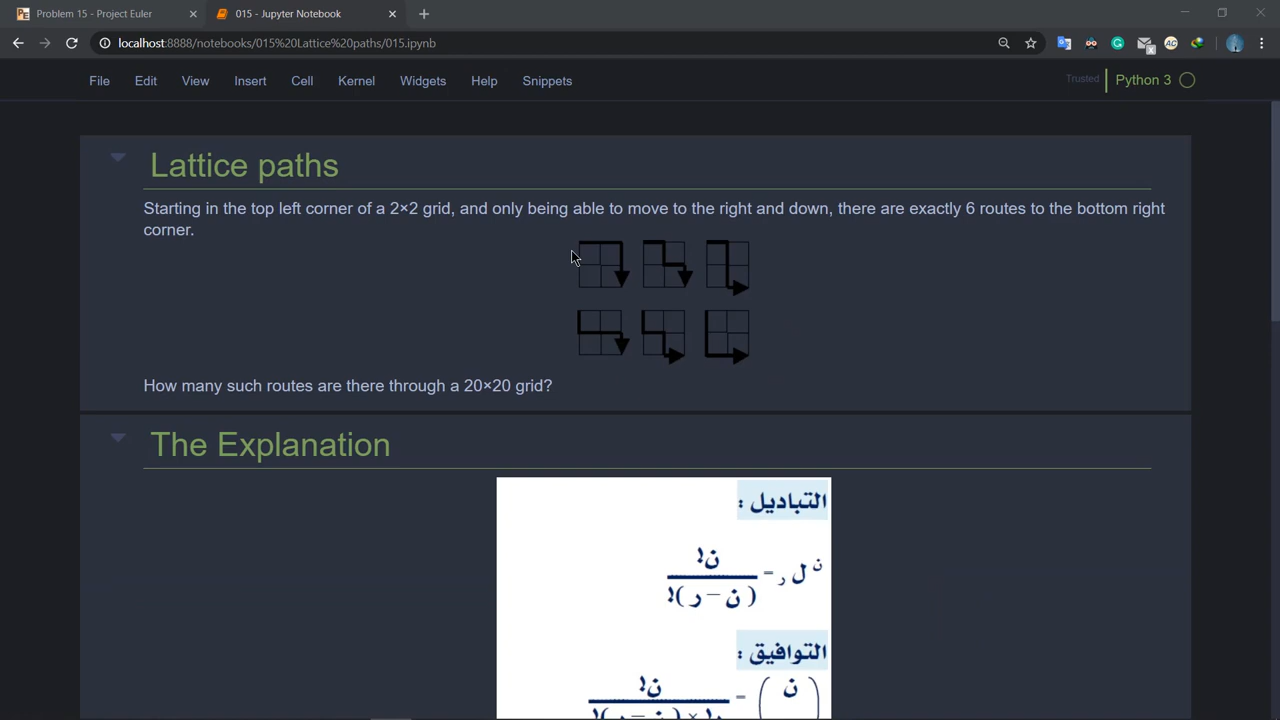 Problem 15 - Project Euler
015 - Jupyter Notebook
localhost:8888/notebooks/015%20Lattice%20paths/015.ipynb
File Edit View Insert Cell Kernel Widgets Help Snippets
Trusted
Python 3
Lattice paths
Starting in the top left corner of a 2×2 grid, and only being able to move to the right and down, there are exactly 6 routes to the bottom right
corner.
How many such routes are there through a 20×20 grid?
The Explanation
التباديل :
ن ل ر = ن! / (ن - ر)!
التوافيق :
(ن = ن! / ر! × (ن - ر)!